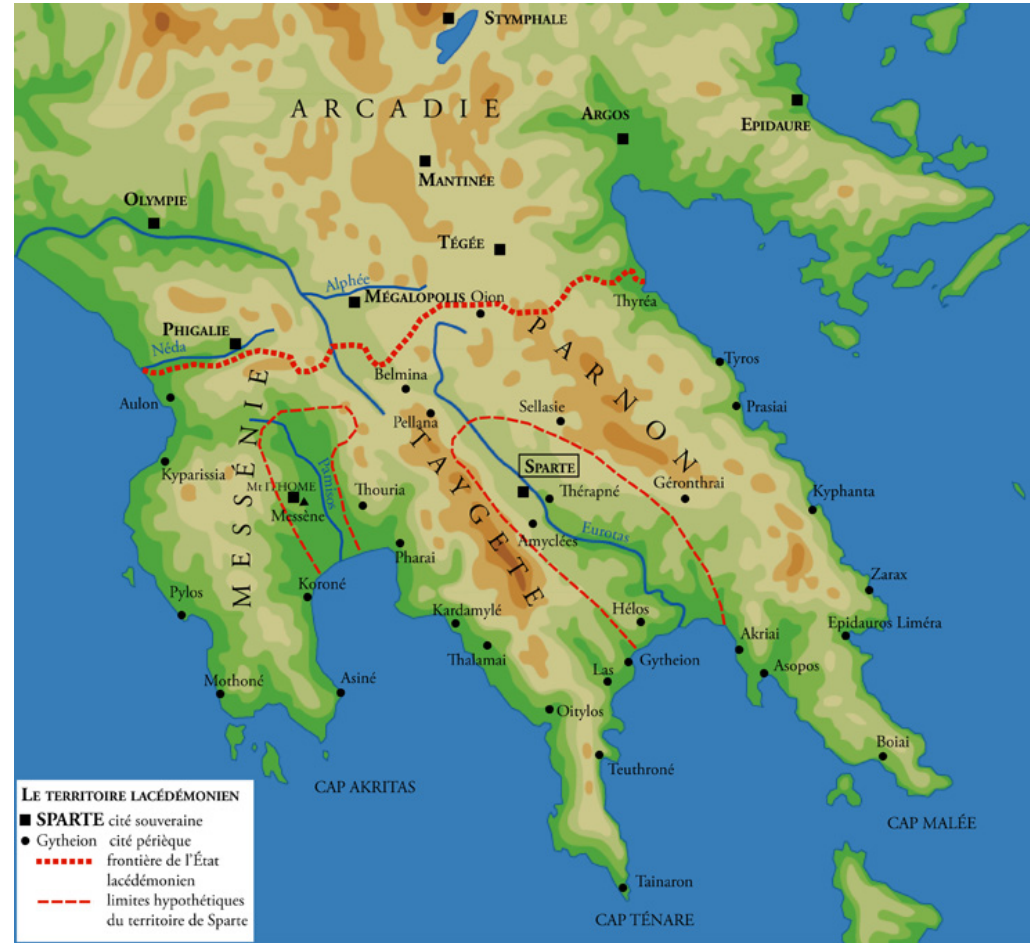 STYMPHALE
ARCADIE
ARGOS
EPIDAURE
MANTINÉE
OLYMPIE
TÉGÉE
Alphée
MÉGALOPOLIS
Oion
Thyréa
PHIGALIE
Néda
PARNON
Tyros
Belmina
Aulon
Pellana
Sellasie
Prasiai
MESSÉNIE
TAYGETE
SPARTE
Kyparissia
Mt ITHOME
Pamisos
Messène
Thouria
Thérapné
Géronthrai
Kyphanta
Amyclées
Eurotas
Pharai
Koroné
Pylos
Zarax
Kardamylé
Hélos
Epidauros Liméra
Thalamai
Akriai
Gytheion
Asopos
Las
Mothoné
Asiné
Oitylos
Boiai
Teuthroné
CAP AKRITAS
CAP MALÉE
Tainaron
CAP TÉNARE
LE TERRITOIRE LACÉDÉMONIEN
SPARTE cité souveraine
Gytheion cité périèque
frontière de l'État
lacédémonien
limites hypothétiques
du territoire de Sparte